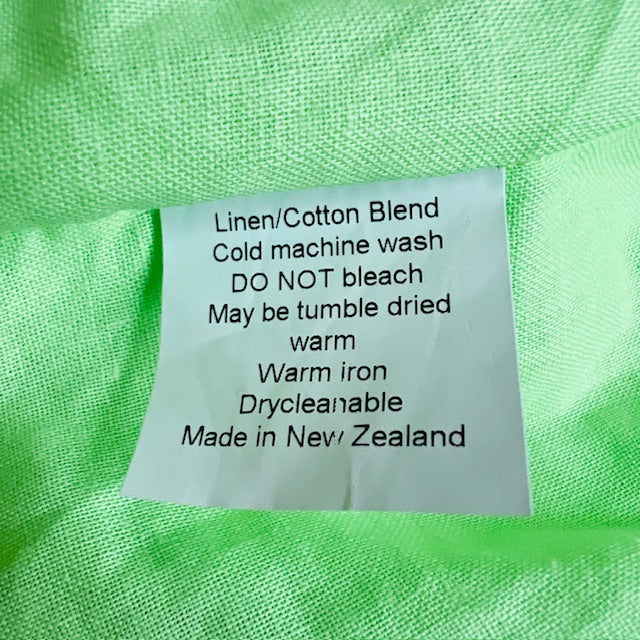 Linen/Cotton Blend
Cold machine wash
DO NOT bleach
May be tumble dried
warm
Warm iron
Drycleanable
Made in New Zealand